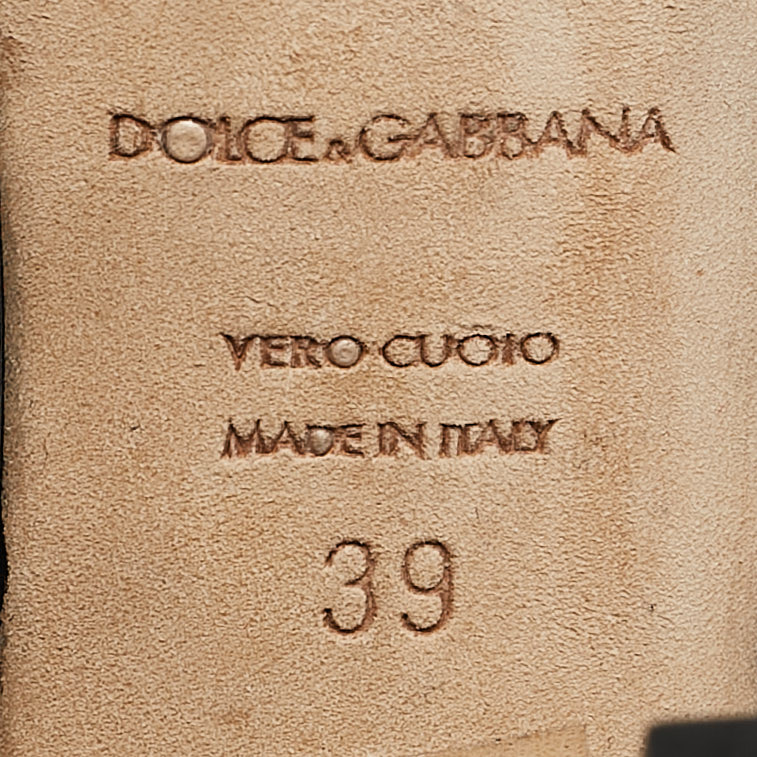 DOLCE&GABBANA
VERO CUOIO
MADE IN ITALY
39